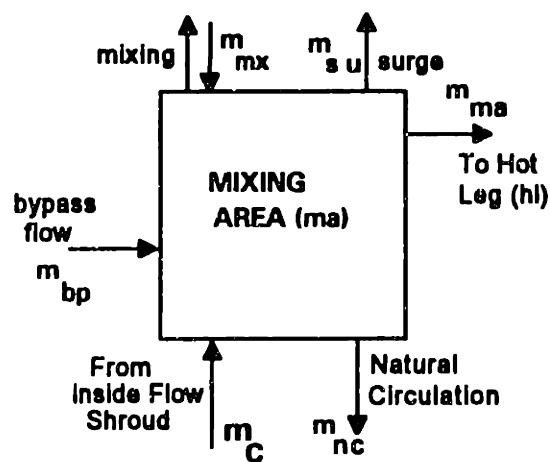 mixing
m
mx
m
su surge
m
ma
To Hot
Leg (hl)
MIXING
AREA (ma)
bypass
flow
m
bp
From
Inside Flow
Shroud
m
C
m
nc
Natural
Circulation